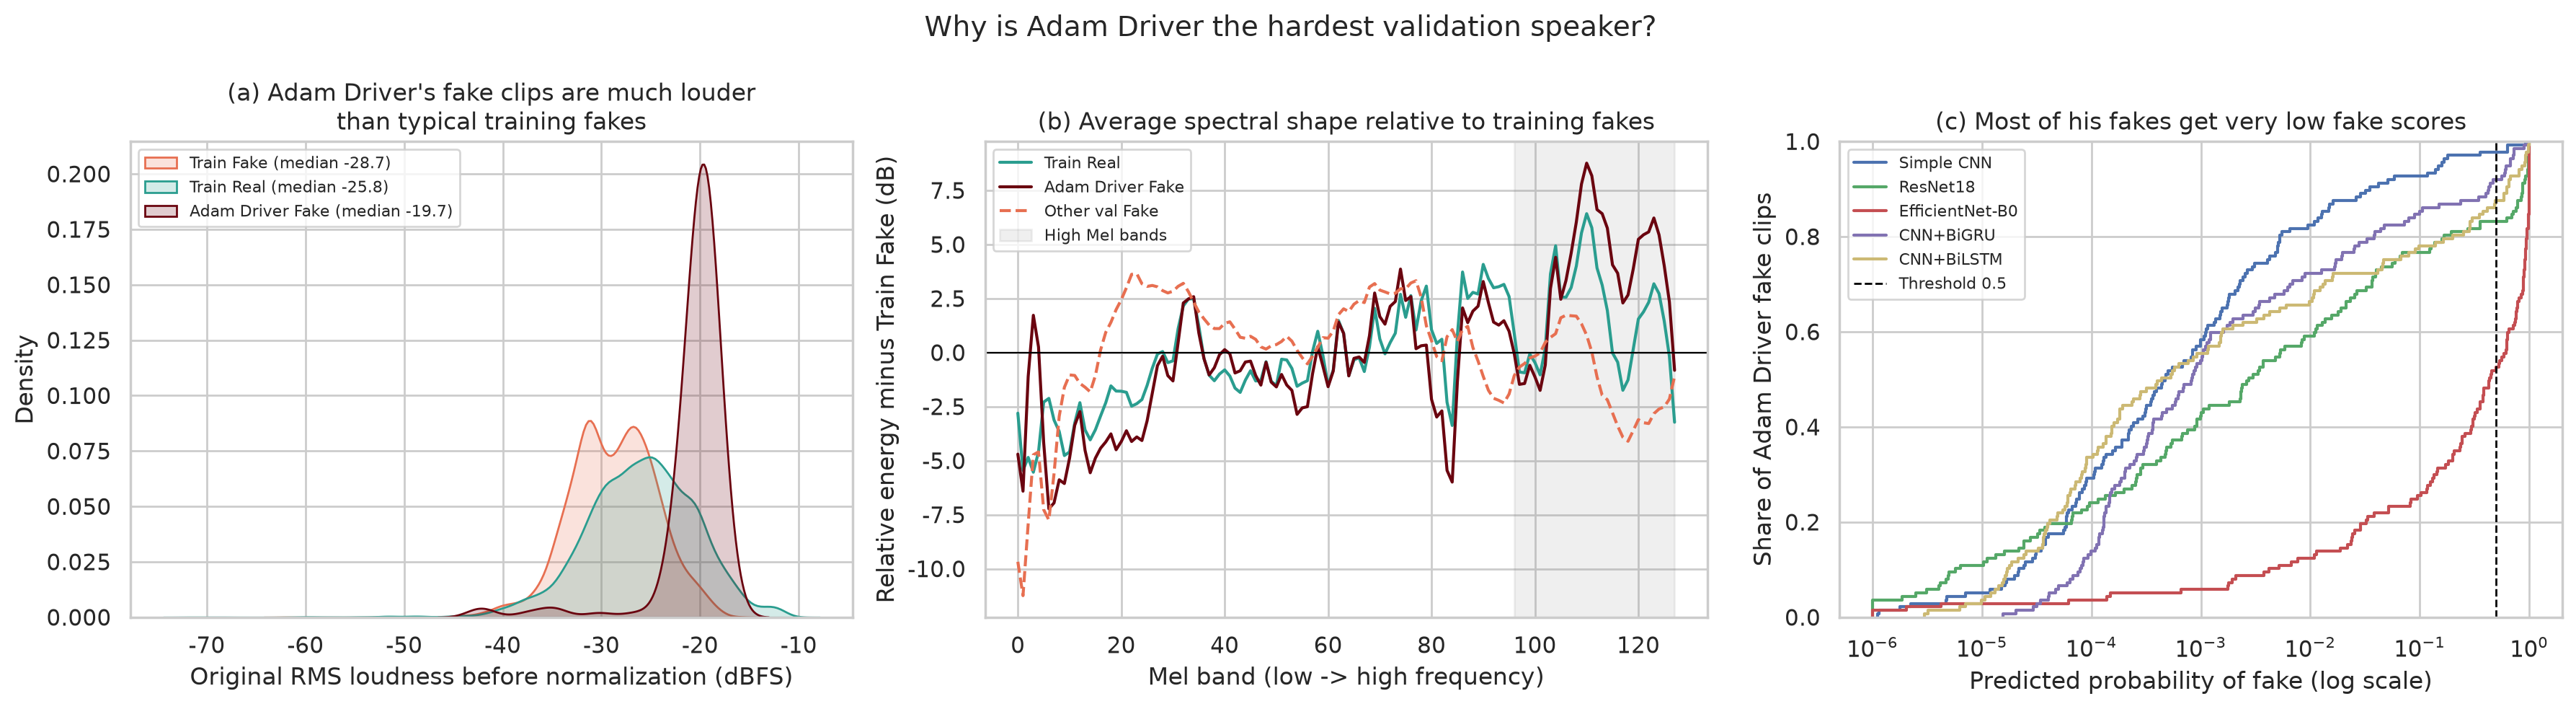 Why is Adam Driver the hardest validation speaker?
(a) Adam Driver's fake clips are much louder
than typical training fakes
Train Fake (median -28.7)
Train Real (median -25.8)
Adam Driver Fake (median -19.7)
Density
0.200
0.175
0.150
0.125
0.100
0.075
0.050
0.025
0.000
-70
-60
-50
-40
-30
-20
-10
Original RMS loudness before normalization (dBFS)
(b) Average spectral shape relative to training fakes
Train Real
Adam Driver Fake
Other val Fake
High Mel bands
Relative energy minus Train Fake (dB)
7.5
5.0
2.5
0.0
-2.5
-5.0
-7.5
-10.0
0
20
40
60
80
100
120
Mel band (low -> high frequency)
(c) Most of his fakes get very low fake scores
Simple CNN
ResNet18
EfficientNet-B0
CNN+BiGRU
CNN+BiLSTM
Threshold 0.5
Share of Adam Driver fake clips
1.0
0.8
0.6
0.4
0.2
0.0
10⁻⁶
10⁻⁵
10⁻⁴
10⁻³
10⁻²
10⁻¹
10⁰
Predicted probability of fake (log scale)